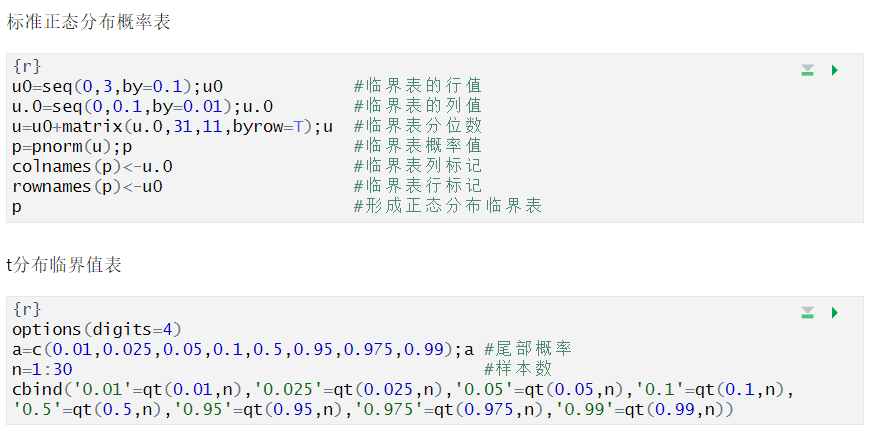 标准正态分布概率表
{r}
u0=seq(0,3,by=0.1);u0 #临界表的行值
u.0=seq(0,0.1,by=0.01);u.0 #临界表的列值
u=u0+matrix(u.0,31,11,byrow=T);u #临界表分位数
p=pnorm(u);p #临界表概率值
colnames(p)<-u.0 #临界表列标记
rownames(p)<-u0 #临界表行标记
p #形成正态分布临界表
t分布临界值表
{r}
options(digits=4)
a=c(0.01,0.025,0.05,0.1,0.5,0.95,0.975,0.99);a #尾部概率
n=1:30 #样本数
cbind('0.01'=qt(0.01,n),'0.025'=qt(0.025,n),'0.05'=qt(0.05,n),'0.1'=qt(0.1,n),
'0.5'=qt(0.5,n),'0.95'=qt(0.95,n),'0.975'=qt(0.975,n),'0.99'=qt(0.99,n))